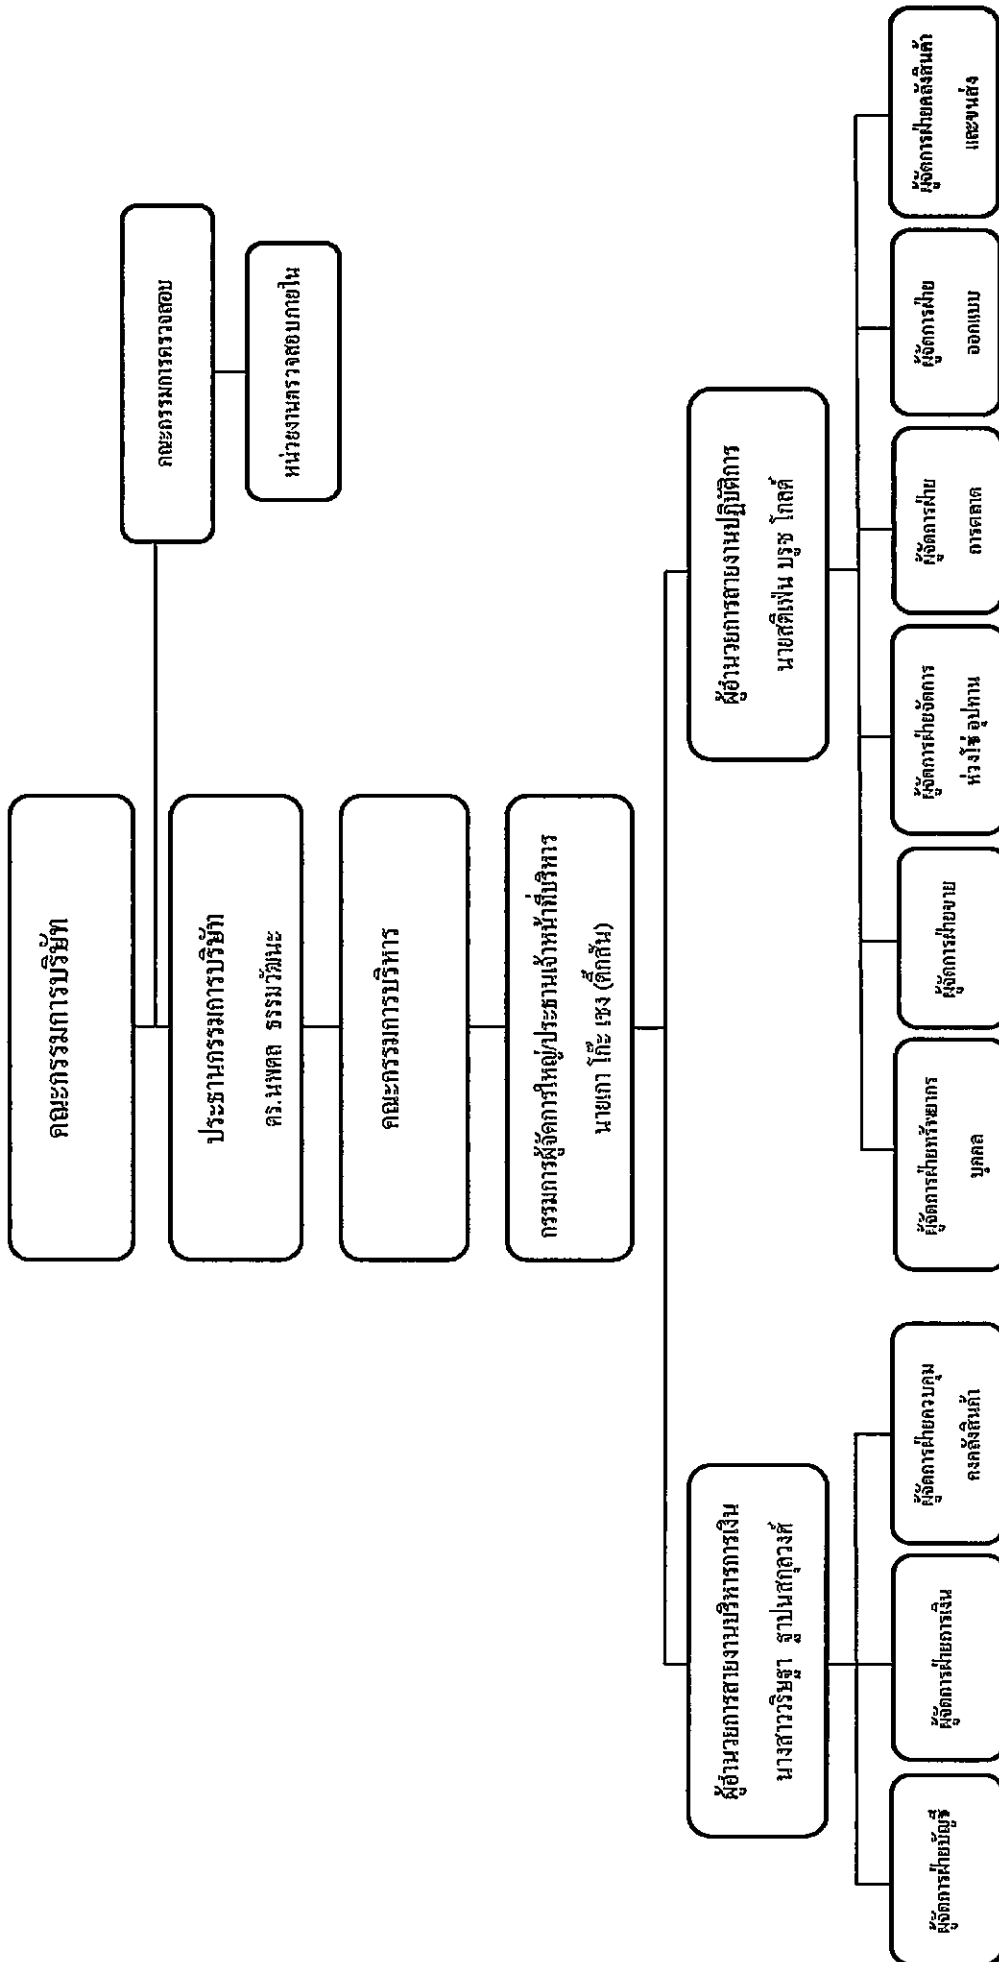 คณะกรรมการบริษัท
คณะกรรมการตรวจสอบ
หน่วยงานตรวจสอบภายใน
ประธานกรรมการบริษัท
ดร.นพดล ธรรมวัฒนะ
คณะกรรมการบริหาร
กรรมการผู้จัดการใหญ่/ประธานเจ้าหน้าที่บริหาร
นายเกา โก๊ะ เซง (ดิ๊กสัน)
ผู้อำนวยการสายงานบริหารการเงิน
นางสาววริษฐา ฐาปนสกุลวงศ์
ผู้อำนวยการสายงานปฏิบัติการ
นายสตีเฟ่น บรูซ โกลด์
ผู้จัดการฝ่ายบัญชี
ผู้จัดการฝ่ายการเงิน
ผู้จัดการฝ่ายควบคุม
คงคลังสินค้า
ผู้จัดการฝ่ายทรัพยากร
บุคคล
ผู้จัดการฝ่ายขาย
ผู้จัดการฝ่ายจัดการ
ห่วงโซ่ อุปทาน
ผู้จัดการฝ่าย
การตลาด
ผู้จัดการฝ่าย
ออกแบบ
ผู้จัดการฝ่ายคลังสินค้า
และขนส่ง